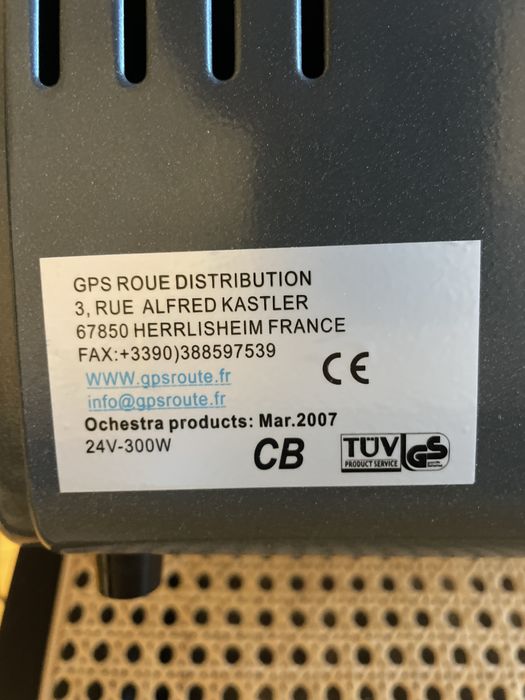 GPS ROUE DISTRIBUTION
3, RUE ALFRED KASTLER
67850 HERRLISHEIM FRANCE
FAX:+3390)388597539
WWW.gpsroute.fr
info@gpsroute.fr
CE
Ochestra products: Mar.2007
24V-300W
CB
TÜV
PRODUCT SERVICE
GS